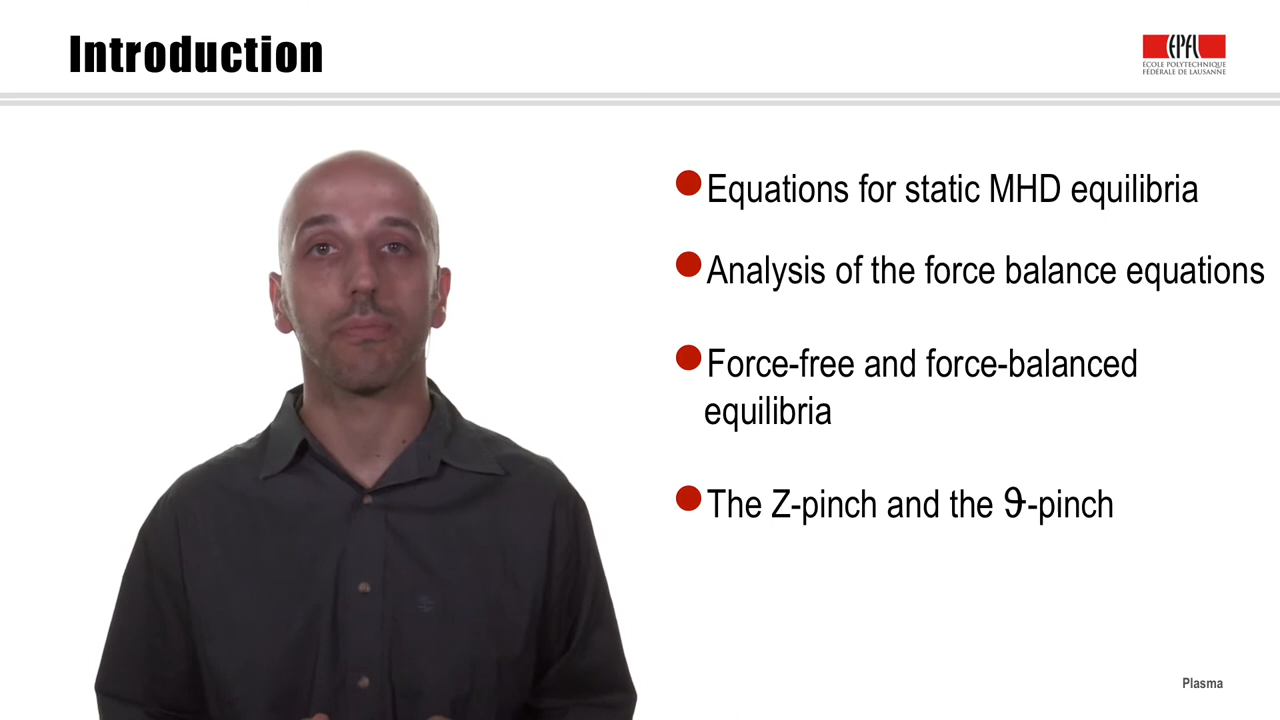 Introduction
EPFL
ÉCOLE POLYTECHNIQUE
FÉDÉRALE DE LAUSANNE
Equations for static MHD equilibria
Analysis of the force balance equations
Force-free and force-balanced
equilibria
The Z-pinch and the ϑ-pinch
Plasma